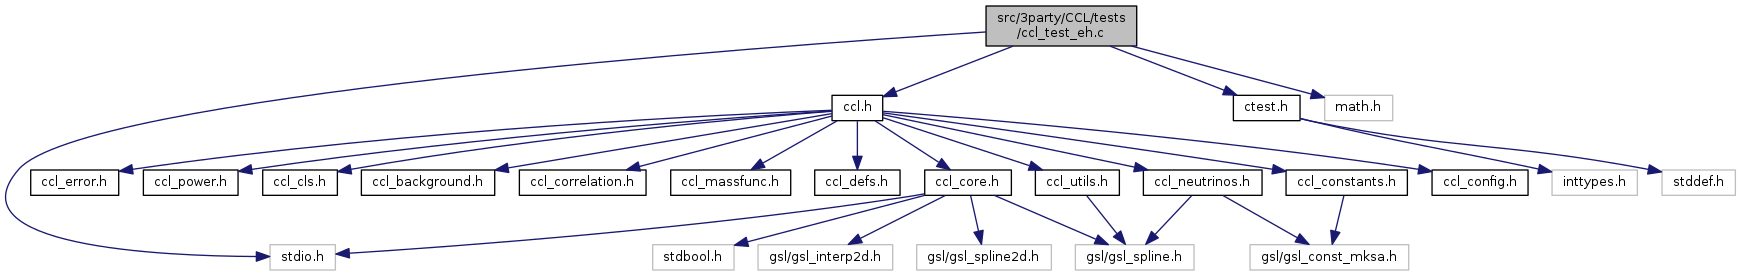 src/3party/CCL/tests
/ccl_test_eh.c
ccl.h
ctest.h
math.h
ccl_error.h
ccl_power.h
ccl_cls.h
ccl_background.h
ccl_correlation.h
ccl_massfunc.h
ccl_defs.h
ccl_core.h
ccl_utils.h
ccl_neutrinos.h
ccl_constants.h
ccl_config.h
inttypes.h
stddef.h
stdio.h
stdbool.h
gsl/gsl_interp2d.h
gsl/gsl_spline2d.h
gsl/gsl_spline.h
gsl/gsl_const_mksa.h